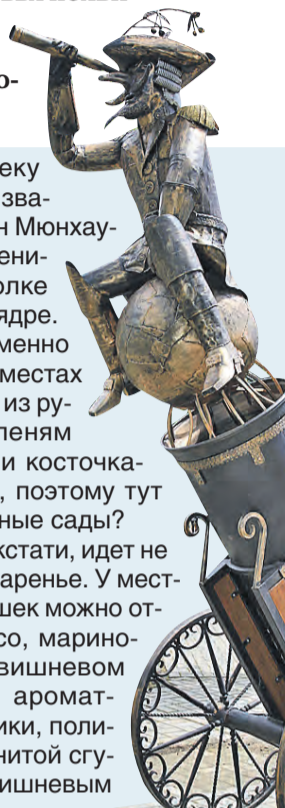 о-
еку
зва-
н Мюнхау-
ени-
олке
ядре.
менно
местах
из ру-
леням
и косточка-
, поэтому тут
ные сады?
кстати, идет не
аренье. У мест-
шек можно от-
со, марино-
вишневом
аромат-
ики, поли-
нитой сгу-
ишневым